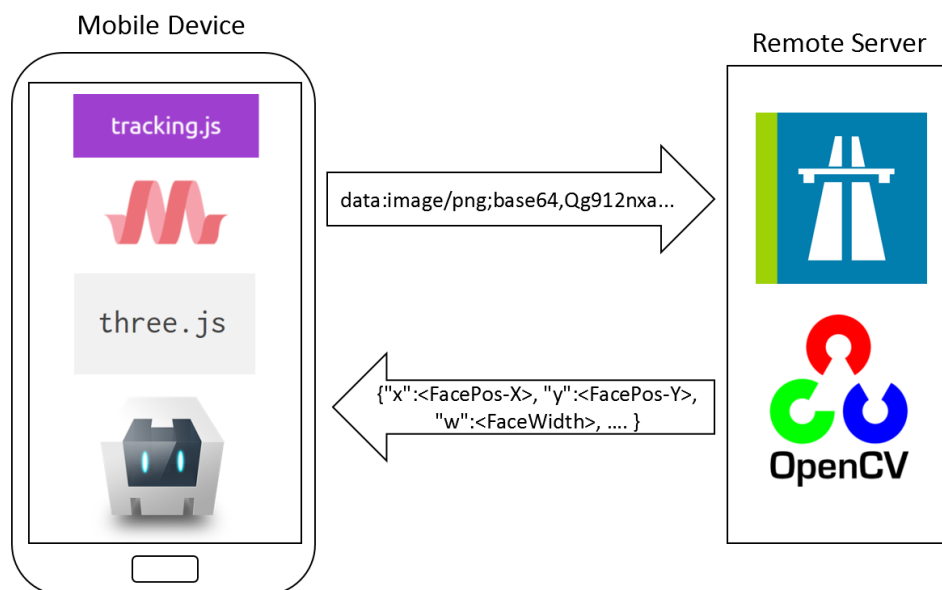 Mobile Device
Remote Server
tracking.js
data:image/png;base64,Qg912nxa...
three.js
{"x":<FacePos-X>, "y":<FacePos-Y>,
"w":<FaceWidth>, .... }
OpenCV